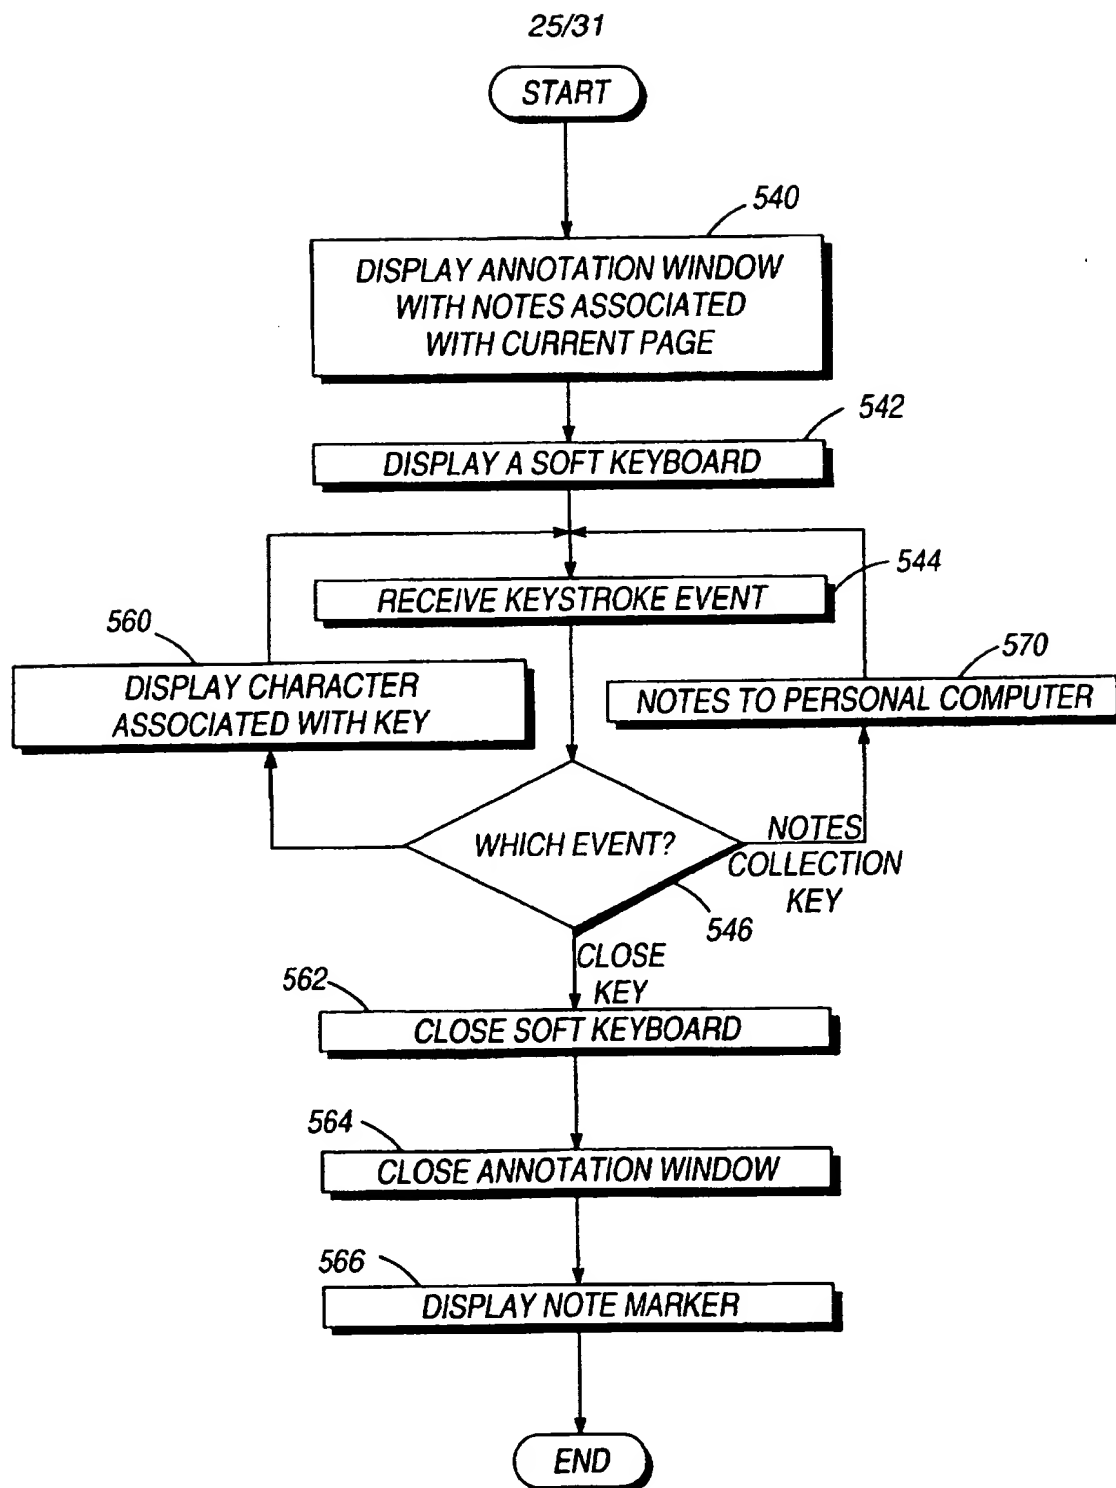 25/31
START
540
DISPLAY ANNOTATION WINDOW
WITH NOTES ASSOCIATED
WITH CURRENT PAGE
542
DISPLAY A SOFT KEYBOARD
544
RECEIVE KEYSTROKE EVENT
560
DISPLAY CHARACTER
ASSOCIATED WITH KEY
570
NOTES TO PERSONAL COMPUTER
WHICH EVENT?
NOTES
COLLECTION
KEY
546
CLOSE
KEY
562
CLOSE SOFT KEYBOARD
564
CLOSE ANNOTATION WINDOW
566
DISPLAY NOTE MARKER
END